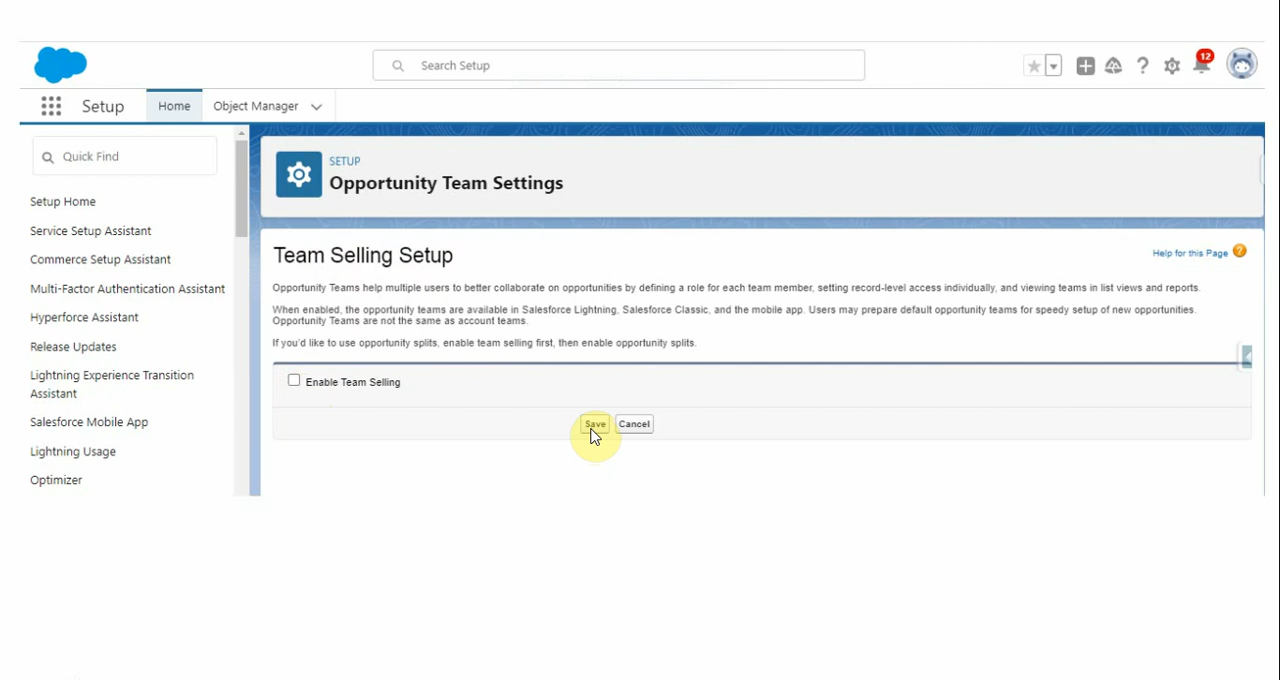 Search Setup
12
Setup
Home
Object Manager
Quick Find
Setup Home
Service Setup Assistant
Commerce Setup Assistant
Multi-Factor Authentication Assistant
Hyperforce Assistant
Release Updates
Lightning Experience Transition
Assistant
Salesforce Mobile App
Lightning Usage
Optimizer
SETUP
Opportunity Team Settings
Team Selling Setup
Help for this Page
Opportunity Teams help multiple users to better collaborate on opportunities by defining a role for each team member, setting record-level access individually, and viewing teams in list views and reports.
When enabled, the opportunity teams are available in Salesforce Lightning, Salesforce Classic, and the mobile app. Users may prepare default opportunity teams for speedy setup of new opportunities.
Opportunity Teams are not the same as account teams.
If you'd like to use opportunity splits, enable team selling first, then enable opportunity splits.
Enable Team Selling
Save Cancel